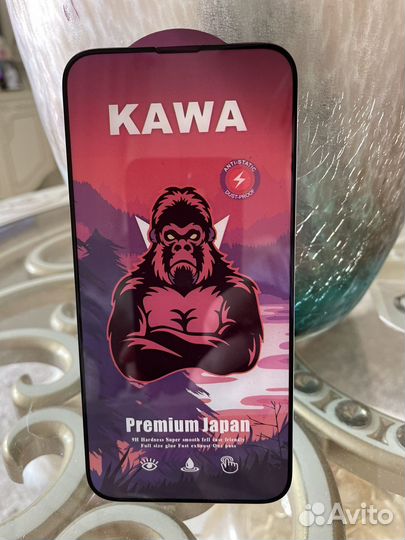 KAWA
ANTI-STATIC
DUST-PROOF
Premium Japan
9H Hardness Super smooth fell fast friendly
Full size glue Fast exhaust One pass
Avito